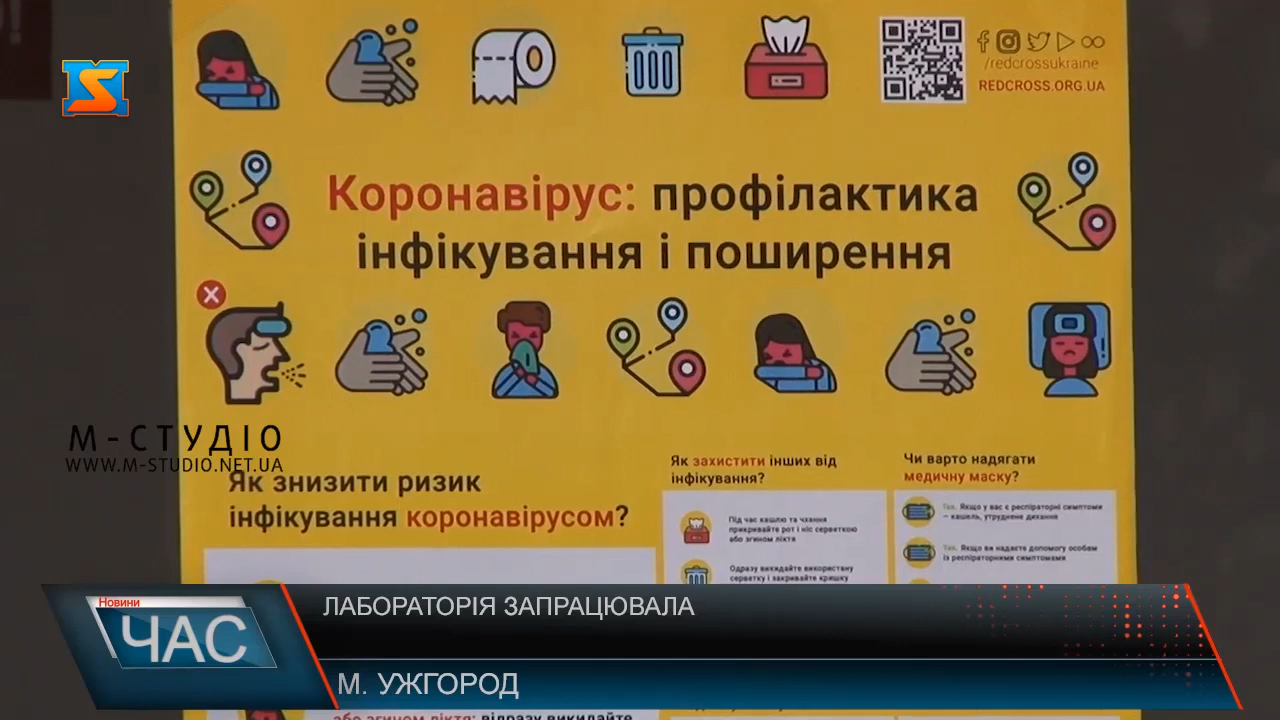 /redcrossukraine
REDCROSS.ORG.UA
Коронавірус: профілактика
інфікування і поширення
М-СТУДІО
WWW.M-STUDIO.NET.UA
Як знизити ризик
інфікування коронавірусом?
Як захистити інших від
інфікування?
Під час кашлю та чхання
прикривайте рот і ніс серветкою
або згином ліктя
Одразу викидайте використану
серветку і закривайте кришку
Чи варто надягати
медичну маску?
Так. Якщо у вас є респіраторні симптоми
– кашель, утруднене дихання
Так. Якщо ви надаєте допомогу особам
із респіраторними симптомами
Новини
ЧАС
ЛАБОРАТОРІЯ ЗАПРАЦЮВАЛА
М. УЖГОРОД
або згином ліктя; відразу викидайте